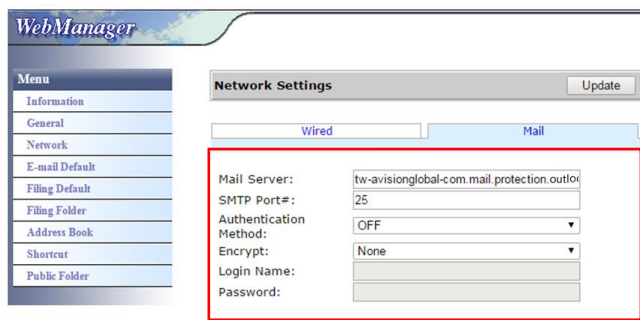 WebManager
Menu
Information
General
Network
E-mail Default
Filing Default
Filing Folder
Address Book
Shortcut
Public Folder
Network Settings
Update
Wired
Mail
Mail Server: tw-avisionglobal-com.mail.protection.outloo
SMTP Port#: 25
Authentication
Method: OFF
Encrypt: None
Login Name:
Password: